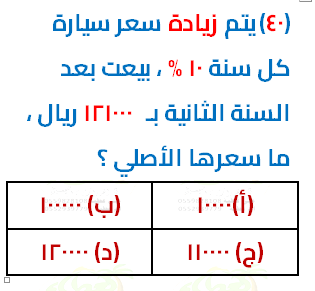 (٤٠) يتم زيادة سعر سيارة
كل سنة ١٠ % ، بيعت بعد
السنة الثانية بـ ١٢١٠٠٠ ريال ،
ما سعرها الأصلي ؟
(أ) ١٠٠٠٠ (ب) ١٠٠٠٠٠
(ج) ١١٠٠٠٠ (د) ١٢٠٠٠٠